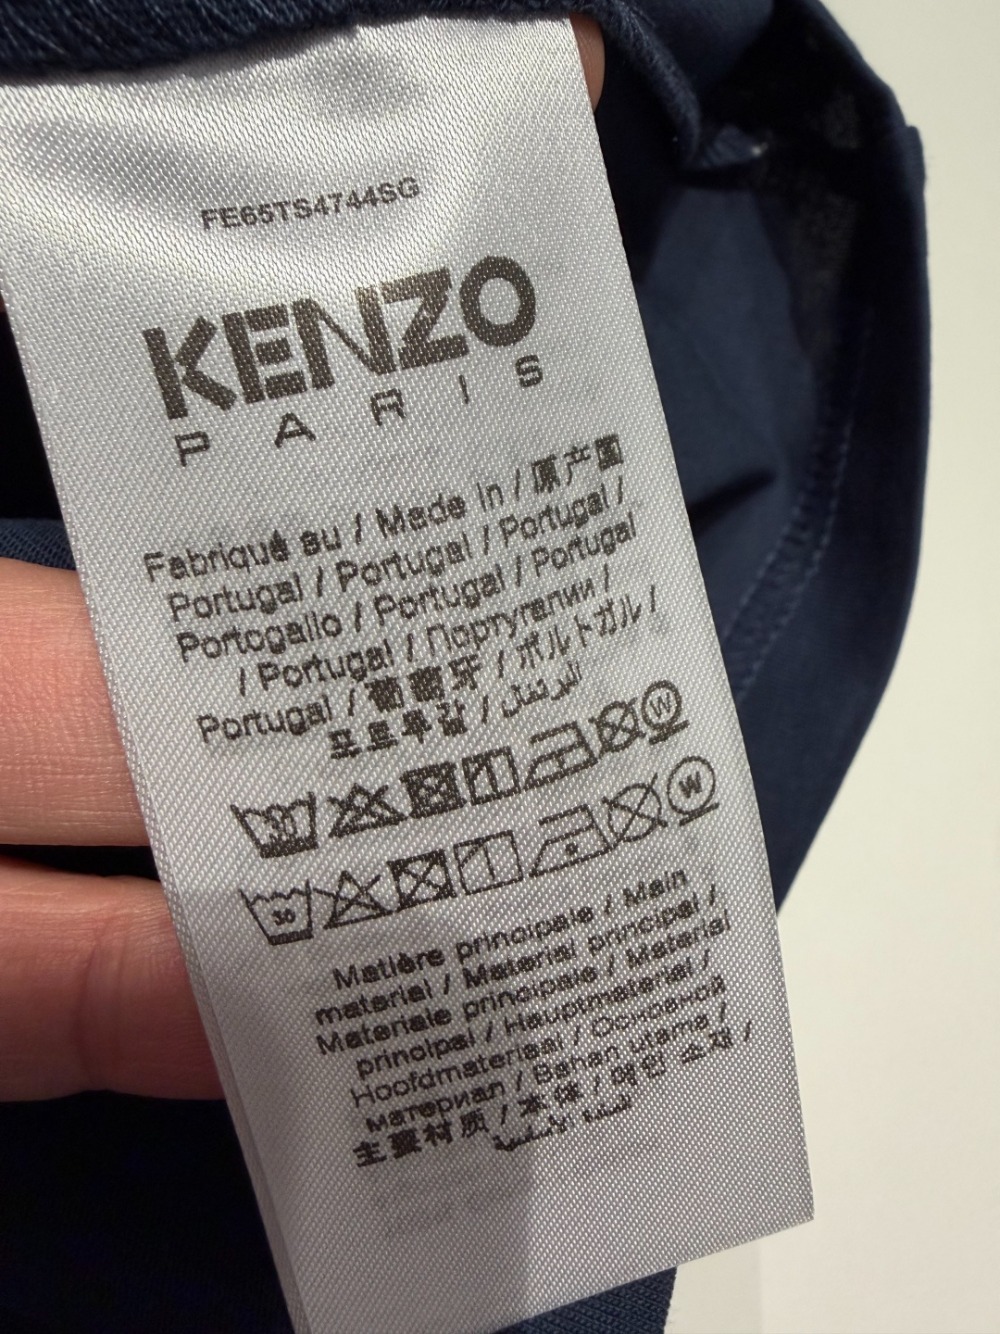 FE65TS4744SG
KENZO
PARIS
Fabriqué au / Made in / 原产国
Portugal / Portugal / Portugal /
Portogallo / Portugal / Portugal
/ Portugal / Португалии /
Portugal / 葡萄牙 / ポルトガル /
포르투갈 / البرتغال
30 W
30 W
Matière principale / Main
material / Material principal /
Materiale principale / Material
principal / Hauptmaterial /
Hoofdmateriaal / Основной
материал / Bahan utama /
主要材质 / 本体 / 메인 소재 /